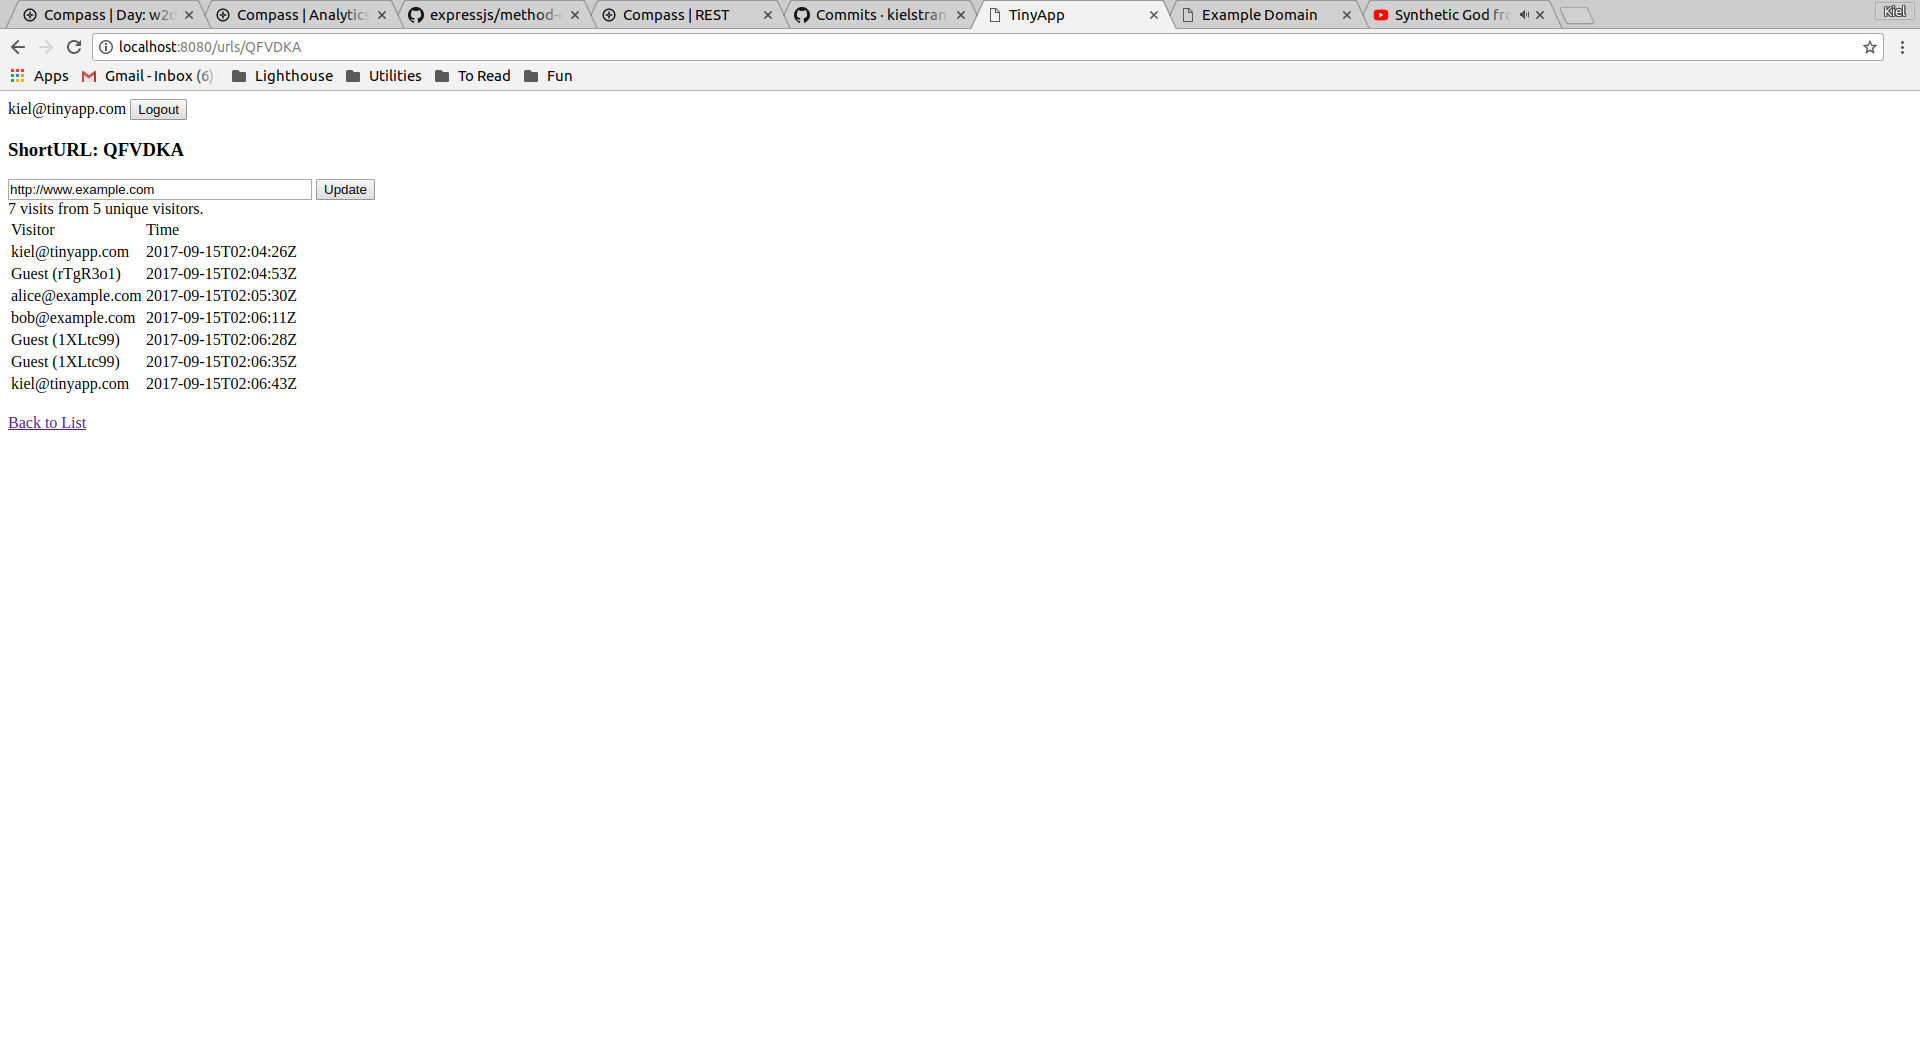 Compass | Day: w2
Compass | Analytics
expressjs/method-
Compass | REST
Commits · kielstran
TinyApp
Example Domain
Synthetic God fro
Kiel
localhost:8080/urls/QFVDKA
Apps
Gmail - Inbox (6)
Lighthouse
Utilities
To Read
Fun
kiel@tinyapp.com Logout
ShortURL: QFVDKA
http://www.example.com Update
7 visits from 5 unique visitors.
Visitor Time
kiel@tinyapp.com 2017-09-15T02:04:26Z
Guest (rTgR3o1) 2017-09-15T02:04:53Z
alice@example.com 2017-09-15T02:05:30Z
bob@example.com 2017-09-15T02:06:11Z
Guest (1XLtc99) 2017-09-15T02:06:28Z
Guest (1XLtc99) 2017-09-15T02:06:35Z
kiel@tinyapp.com 2017-09-15T02:06:43Z
Back to List